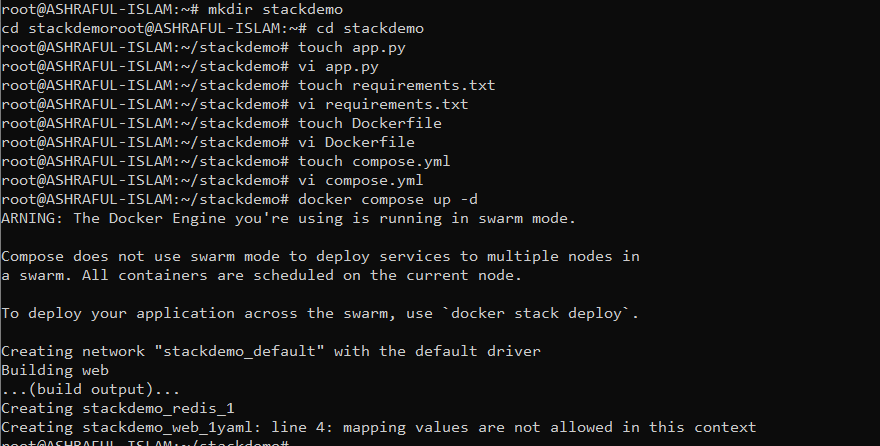 root@ASHRAFUL-ISLAM:~# mkdir stackdemo
cd stackdemoroot@ASHRAFUL-ISLAM:~# cd stackdemo
root@ASHRAFUL-ISLAM:~/stackdemo# touch app.py
root@ASHRAFUL-ISLAM:~/stackdemo# vi app.py
root@ASHRAFUL-ISLAM:~/stackdemo# touch requirements.txt
root@ASHRAFUL-ISLAM:~/stackdemo# vi requirements.txt
root@ASHRAFUL-ISLAM:~/stackdemo# touch Dockerfile
root@ASHRAFUL-ISLAM:~/stackdemo# vi Dockerfile
root@ASHRAFUL-ISLAM:~/stackdemo# touch compose.yml
root@ASHRAFUL-ISLAM:~/stackdemo# vi compose.yml
root@ASHRAFUL-ISLAM:~/stackdemo# docker compose up -d
ARNING: The Docker Engine you're using is running in swarm mode.
Compose does not use swarm mode to deploy services to multiple nodes in
a swarm. All containers are scheduled on the current node.
To deploy your application across the swarm, use `docker stack deploy`.
Creating network "stackdemo_default" with the default driver
Building web
...(build output)...
Creating stackdemo_redis_1
Creating stackdemo_web_1yaml: line 4: mapping values are not allowed in this context
root@ASHRAFUL-ISLAM:~/stackdemo#